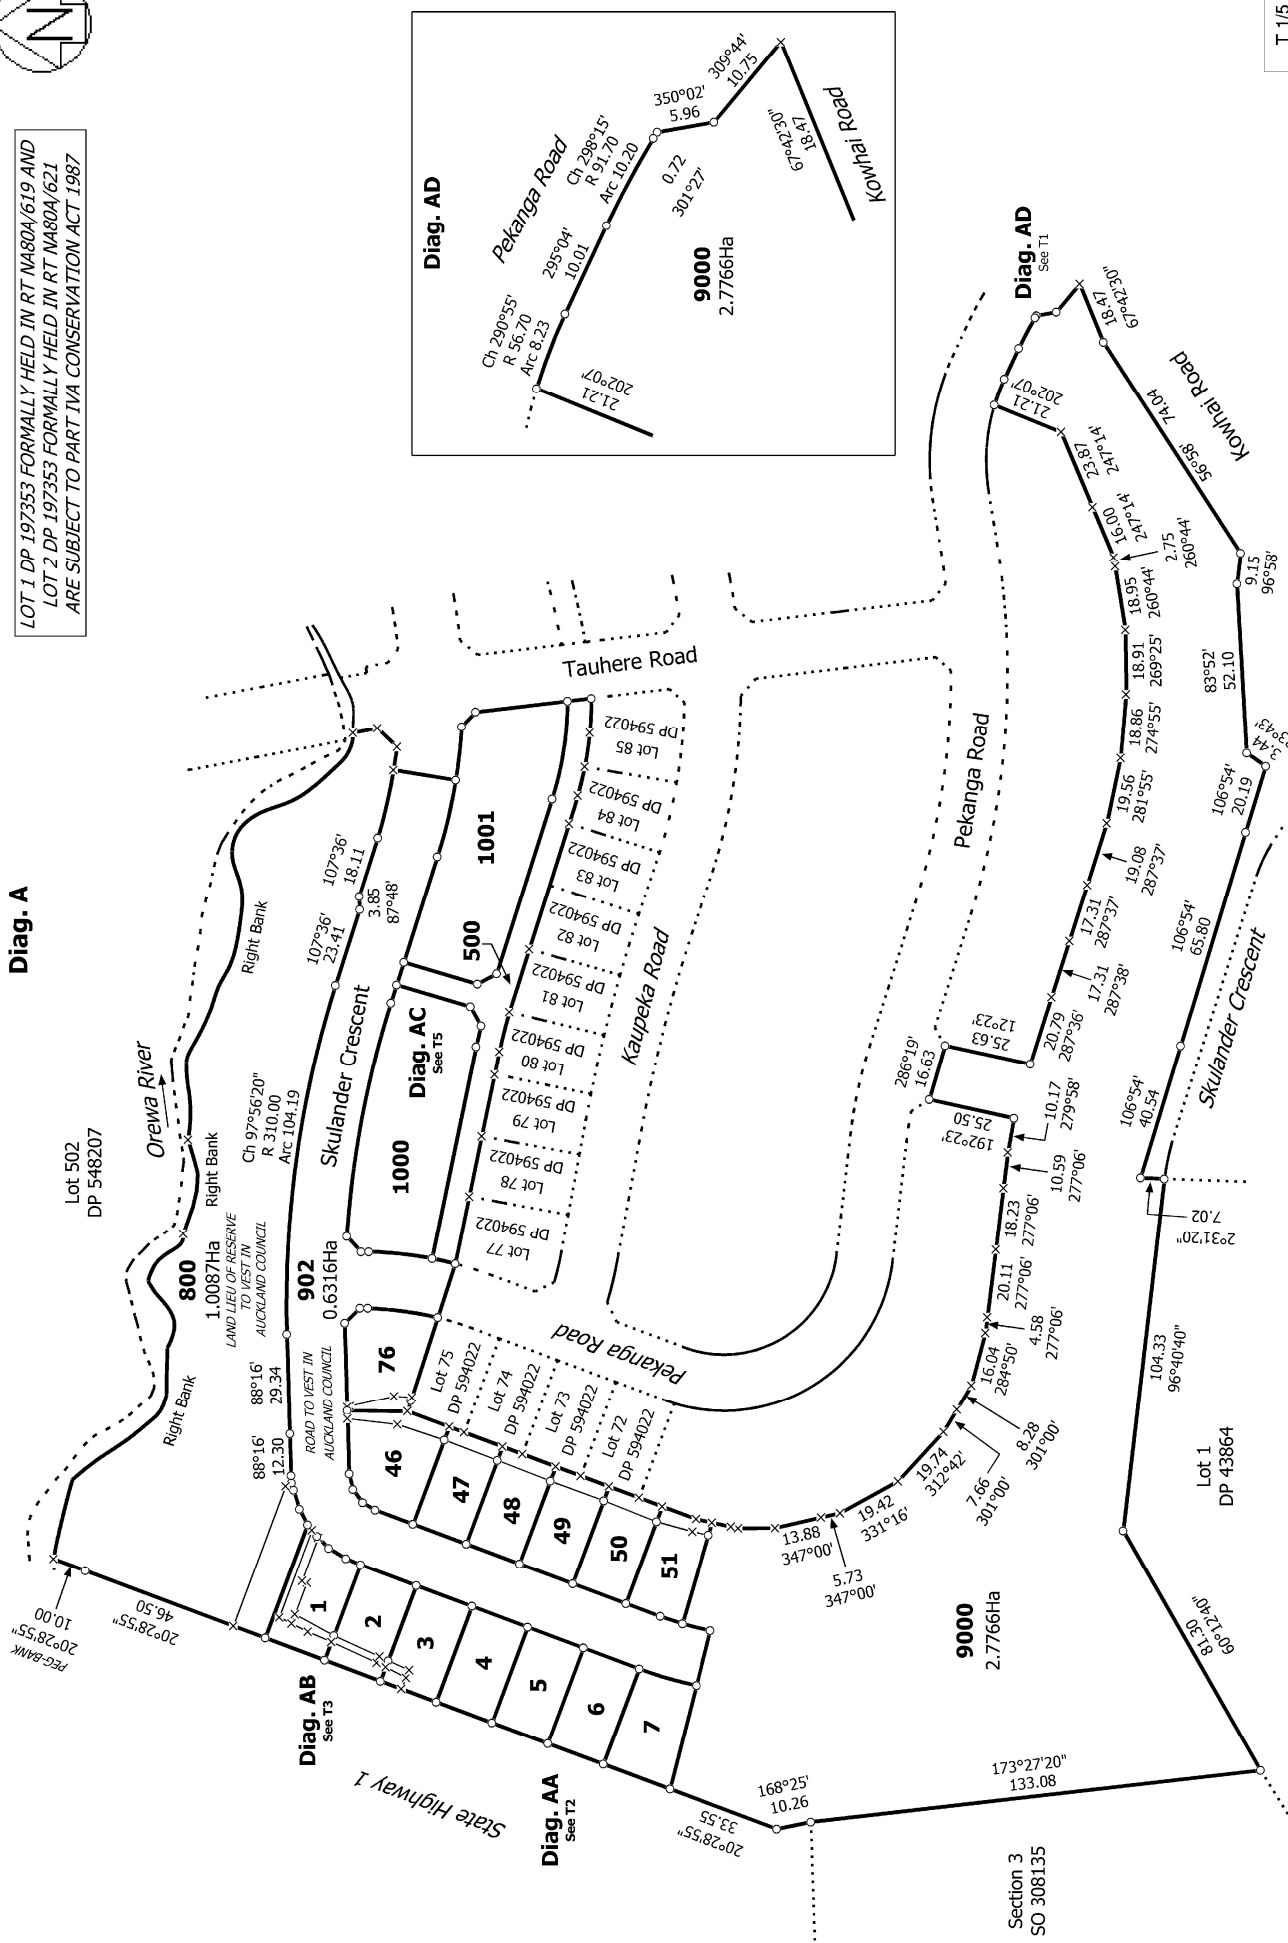 LOT 1 DP 197353 FORMALLY HELD IN RT NA80A/619 AND
LOT 2 DP 197353 FORMALLY HELD IN RT NA80A/621
ARE SUBJECT TO PART IVA CONSERVATION ACT 1987
N
T 1/5
Diag. A
Diag. AD
Pekanga Road
Ch 290°55'
R 56.70
Arc 8.23
295°04'
10.01
Ch 298°15'
R 91.70
Arc 10.20
0.72
301°27'
350°02'
5.96
309°44'
10.75
67°42'30"
18.47
Kowhai Road
21.21
202°07'
9000
2.7766Ha
Lot 502
DP 548207
Orewa River
Right Bank
Right Bank
Right Bank
800
1.0087Ha
LAND LIEU OF RESERVE
TO VEST IN
AUCKLAND COUNCIL
PEG-BANK
10.00
20°28'55"
46.50
20°28'55"
88°16'
12.30
88°16'
29.34
Ch 97°56'20"
R 310.00
Arc 104.19
107°36'
23.41
3.85
87°48'
107°36'
18.11
902
0.6316Ha
ROAD TO VEST IN
AUCKLAND COUNCIL
Skulander Crescent
Tauhere Road
1000
1001
500
Diag. AC
See T5
76
46
47
48
49
50
51
1
2
3
4
5
6
7
Diag. AB
See T3
Diag. AA
See T2
State Highway 1
Lot 72
DP 594022
Lot 73
DP 594022
Lot 74
DP 594022
Lot 75
DP 594022
Lot 77
DP 594022
Lot 78
DP 594022
Lot 79
DP 594022
Lot 80
DP 594022
Lot 81
DP 594022
Lot 82
DP 594022
Lot 83
DP 594022
Lot 84
DP 594022
Lot 85
DP 594022
Kaupeka Road
Pekanga Road
Pekanga Road
13.88
347°00'
5.73
347°00'
19.42
331°16'
19.74
312°42'
7.66
301°00'
8.28
301°00'
16.04
284°50'
4.58
277°06'
20.11
277°06'
18.23
277°06'
10.59
277°06'
10.17
279°58'
25.50
192°23'
286°19'
16.63
25.63
12°23'
20.79
287°36'
17.31
287°38'
17.31
287°37'
19.08
287°37'
19.56
281°55'
18.86
274°55'
18.91
269°25'
18.95
260°44'
2.75
260°44'
16.00
247°14'
23.87
247°14'
21.21
202°07'
Diag. AD
See T1
18.47
67°42'30"
74.04
56°58'
Kowhai Road
9.15
96°58'
83°52'
52.10
3.44
106°54'
20.19
106°54'
65.80
106°54'
40.54
Skulander Crescent
7.02
2°31'20"
104.33
96°40'40"
Lot 1
DP 43864
81.30
60°12'40"
9000
2.7766Ha
173°27'20"
133.08
168°25'
10.26
33.55
20°28'55"
Section 3
SO 308135